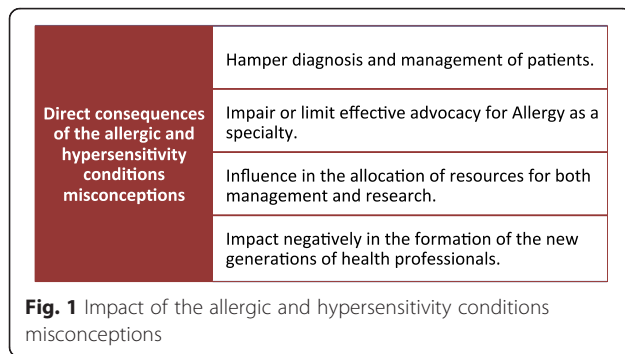 Direct consequences
of the allergic and
hypersensitivity
conditions
misconceptions
Hamper diagnosis and management of patients.
Impair or limit effective advocacy for Allergy as a
specialty.
Influence in the allocation of resources for both
management and research.
Impact negatively in the formation of the new
generations of health professionals.
Fig. 1 Impact of the allergic and hypersensitivity conditions
misconceptions